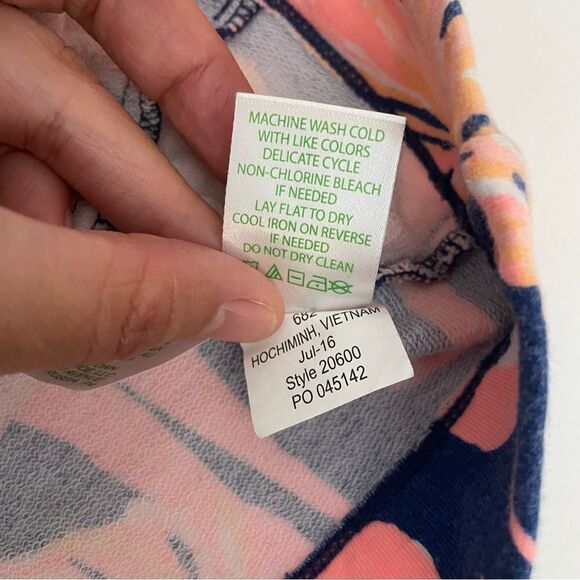 MACHINE WASH COLD
WITH LIKE COLORS
DELICATE CYCLE
NON-CHLORINE BLEACH
IF NEEDED
LAY FLAT TO DRY
COOL IRON ON REVERSE
IF NEEDED
DO NOT DRY CLEAN
682
HOCHIMINH, VIETNAM
Jul-16
Style 20600
PO 045142